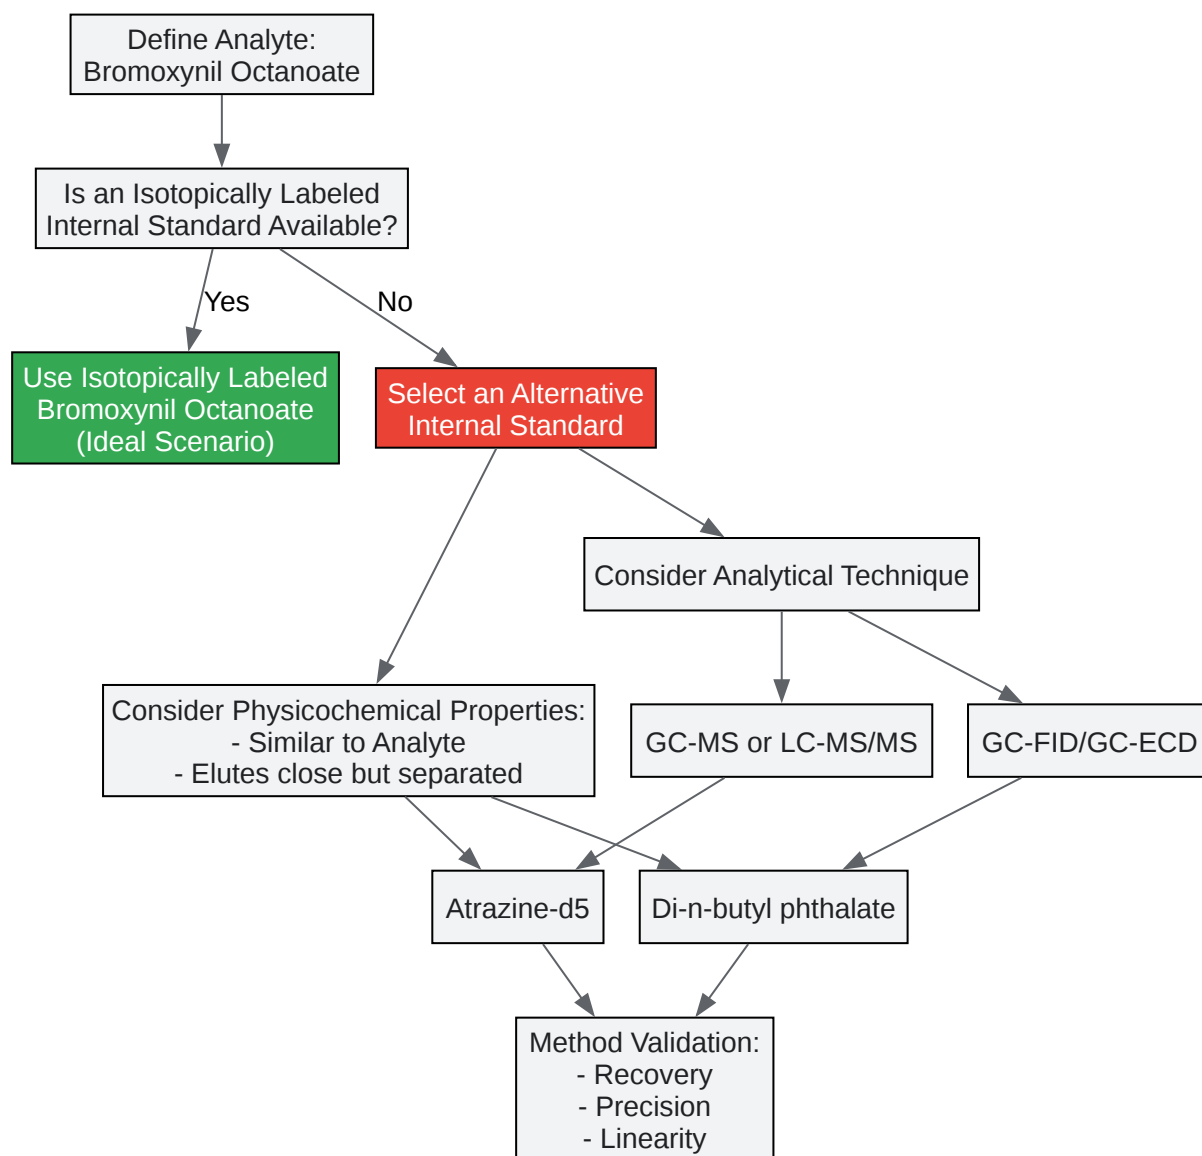 Define Analyte:
Bromoxynil Octanoate
Is an Isotopically Labeled
Internal Standard Available?
Yes
No
Use Isotopically Labeled
Bromoxynil Octanoate
(Ideal Scenario)
Select an Alternative
Internal Standard
Consider Analytical Technique
Consider Physicochemical Properties:
- Similar to Analyte
- Elutes close but separated
GC-MS or LC-MS/MS
GC-FID/GC-ECD
Atrazine-d5
Di-n-butyl phthalate
Method Validation:
- Recovery
- Precision
- Linearity